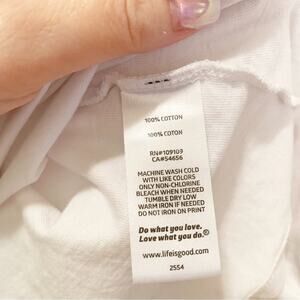 100% COTTON
100% COTON
RN#109109
CA#54656
MACHINE WASH COLD
WITH LIKE COLORS
ONLY NON-CHLORINE
BLEACH WHEN NEEDED
TUMBLE DRY LOW
WARM IRON IF NEEDED
DO NOT IRON ON PRINT
Do what you love.
Love what you do.®
www.lifeisgood.com
2554